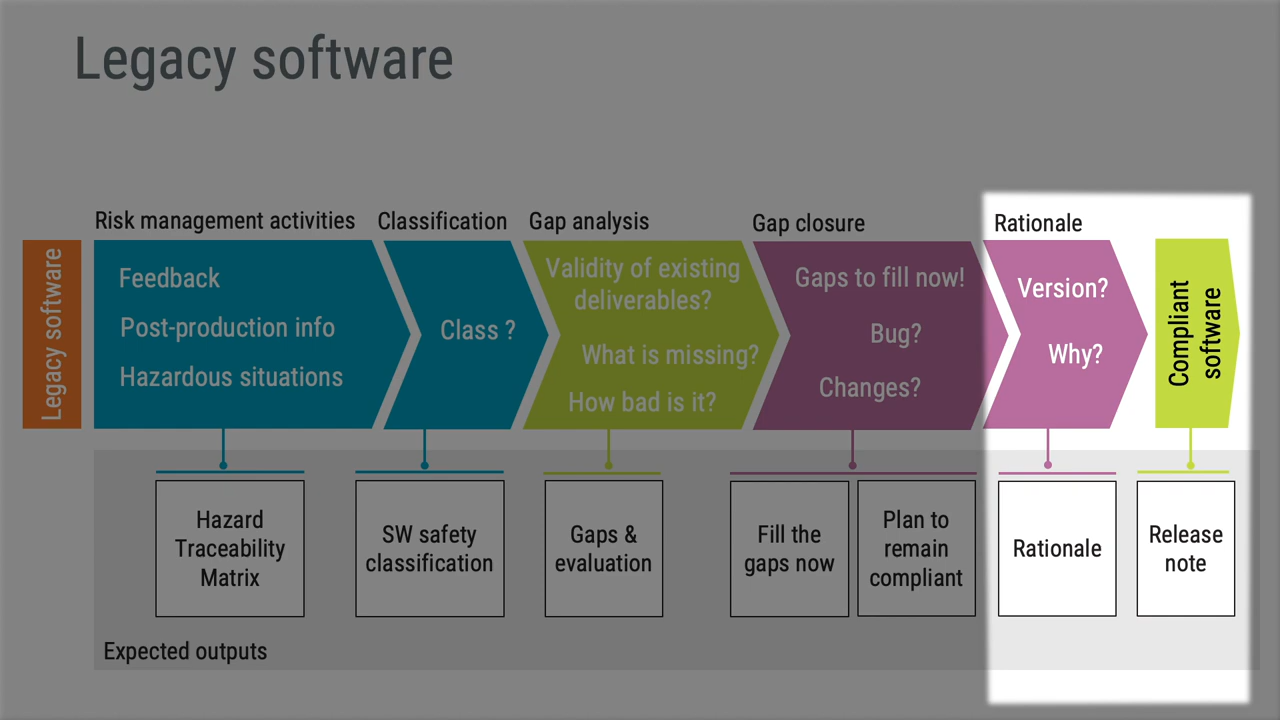 Legacy software
Risk management activities
Classification
Gap analysis
Gap closure
Rationale
Legacy software
Feedback
Post-production info
Hazardous situations
Class ?
Validity of existing
deliverables?
What is missing?
How bad is it?
Gaps to fill now!
Bug?
Changes?
Version?
Why?
Compliant
software
Hazard
Traceability
Matrix
SW safety
classification
Gaps &
evaluation
Fill the
gaps now
Plan to
remain
compliant
Rationale
Release
note
Expected outputs